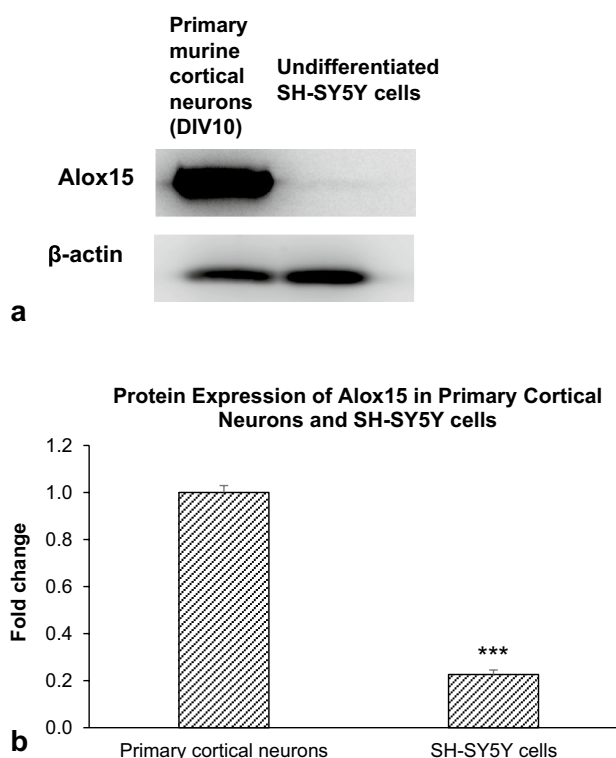 Primary
murine
cortical
neurons
(DIV10)
Undifferentiated
SH-SY5Y cells
Alox15
β-actin
a
Protein Expression of Alox15 in Primary Cortical
Neurons and SH-SY5Y cells
1.2
1.0
0.8
0.6
0.4
0.2
0.0
Fold change
***
Primary cortical neurons
SH-SY5Y cells
b